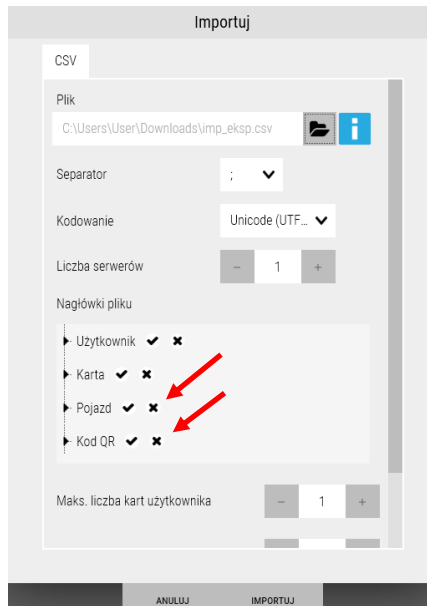 Importuj
CSV
Plik
C:\Users\User\Downloads\imp_eksp.csv
Separator ;
Kodowanie Unicode (UTF...
Liczba serwerów - 1 +
Nagłówki pliku
Użytkownik
Karta
Pojazd
Kod QR
Maks. liczba kart użytkownika - 1 +
ANULUJ IMPORTUJ